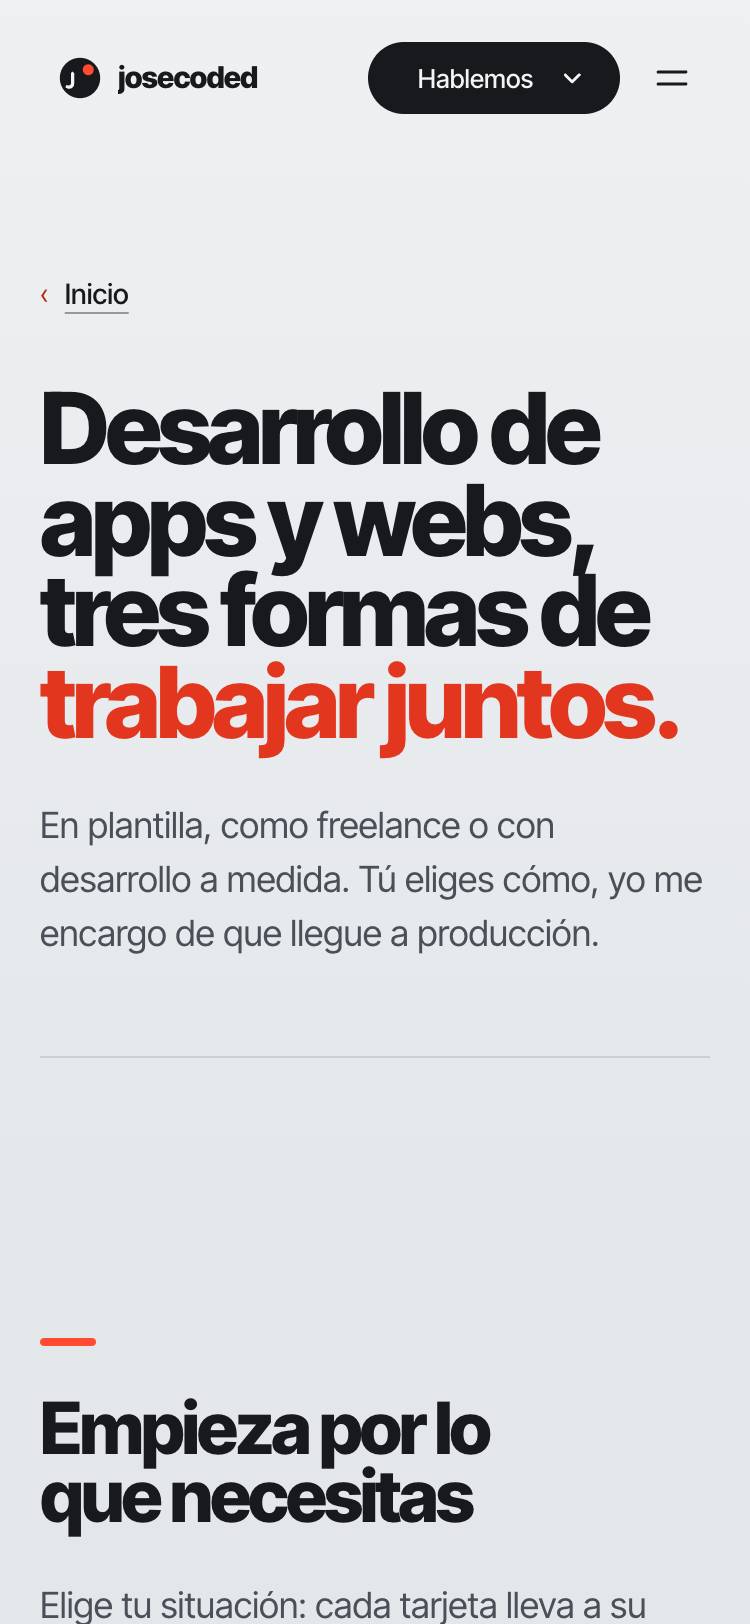 josecoded
Hablemos
‹ Inicio
Desarrollo de
apps y webs,
tres formas de
trabajar juntos.
En plantilla, como freelance o con
desarrollo a medida. Tú eliges cómo, yo me
encargo de que llegue a producción.
Empieza por lo
que necesitas
Elige tu situación: cada tarjeta lleva a su